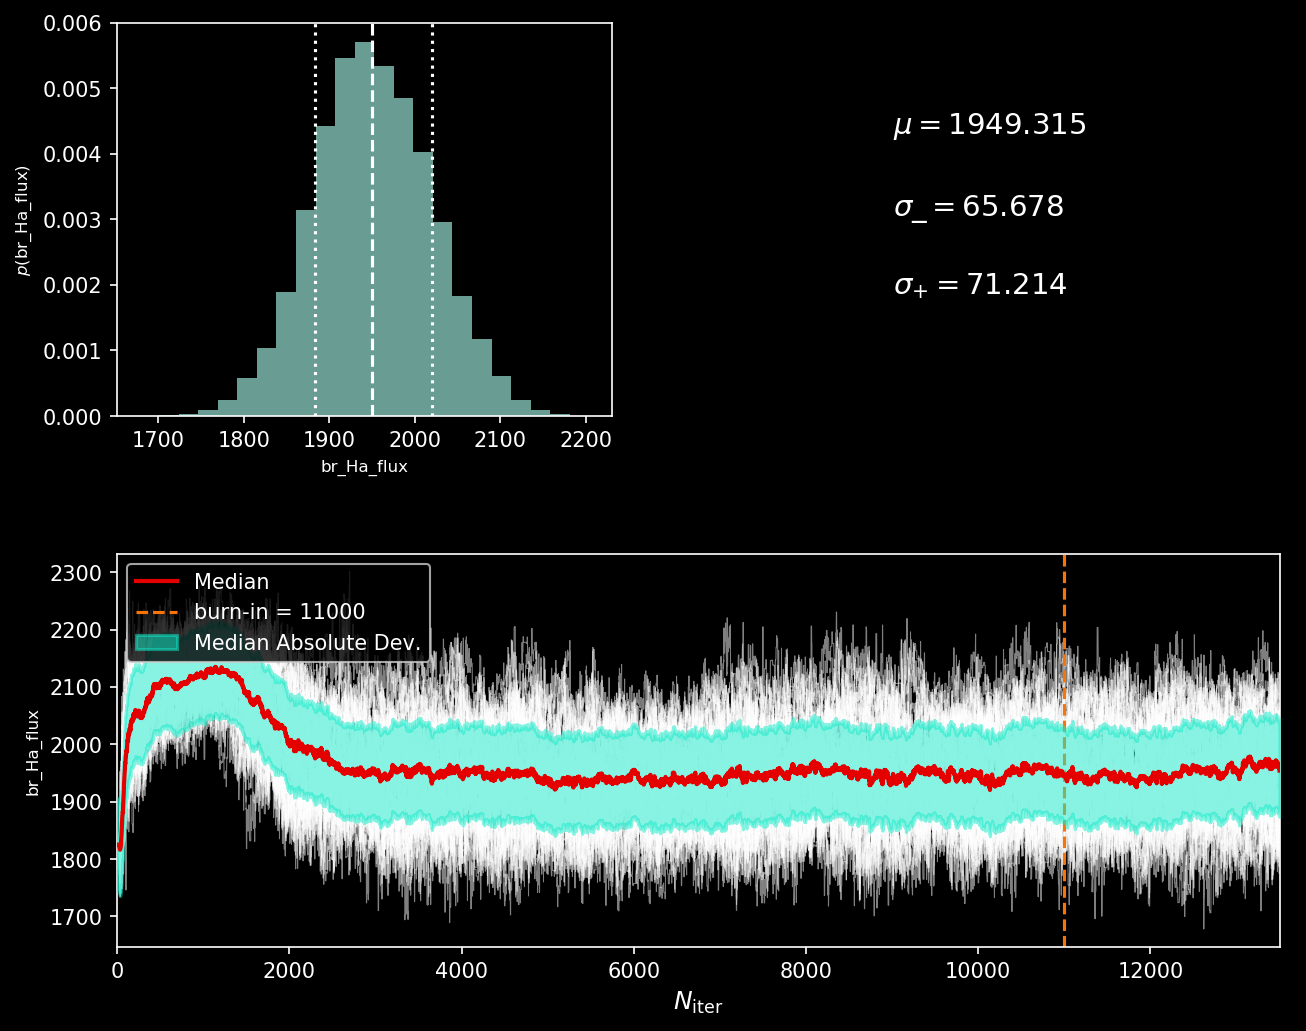 0.006
0.005
0.004
0.003
0.002
0.001
0.000
p(br_Ha_flux)
1700 1800 1900 2000 2100 2200
br_Ha_flux
μ = 1949.315
σ_ = 65.678
σ+ = 71.214
2300
2200
2100
2000
1900
1800
1700
br_Ha_flux
Median
burn-in = 11000
Median Absolute Dev.
0 2000 4000 6000 8000 10000 12000
Niter